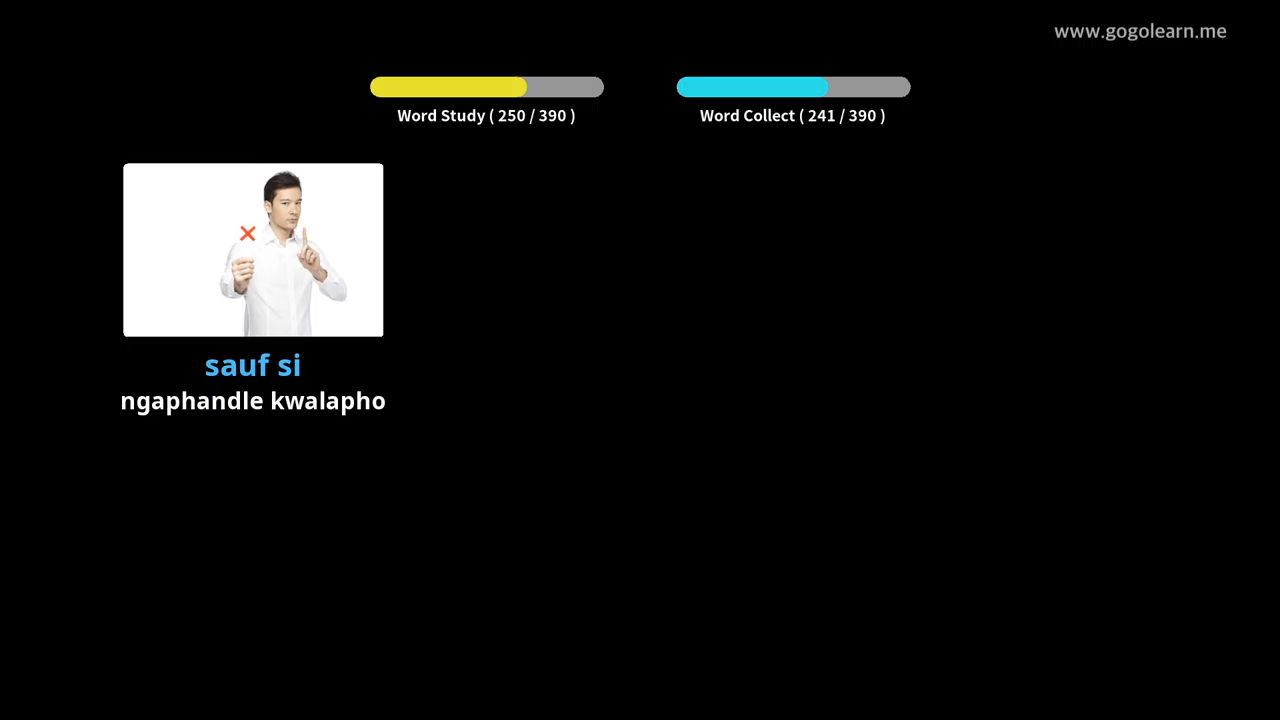 www.gogolearn.me
Word Study ( 250 / 390 )
Word Collect ( 241 / 390 )
sauf si
ngaphandle kwalapho